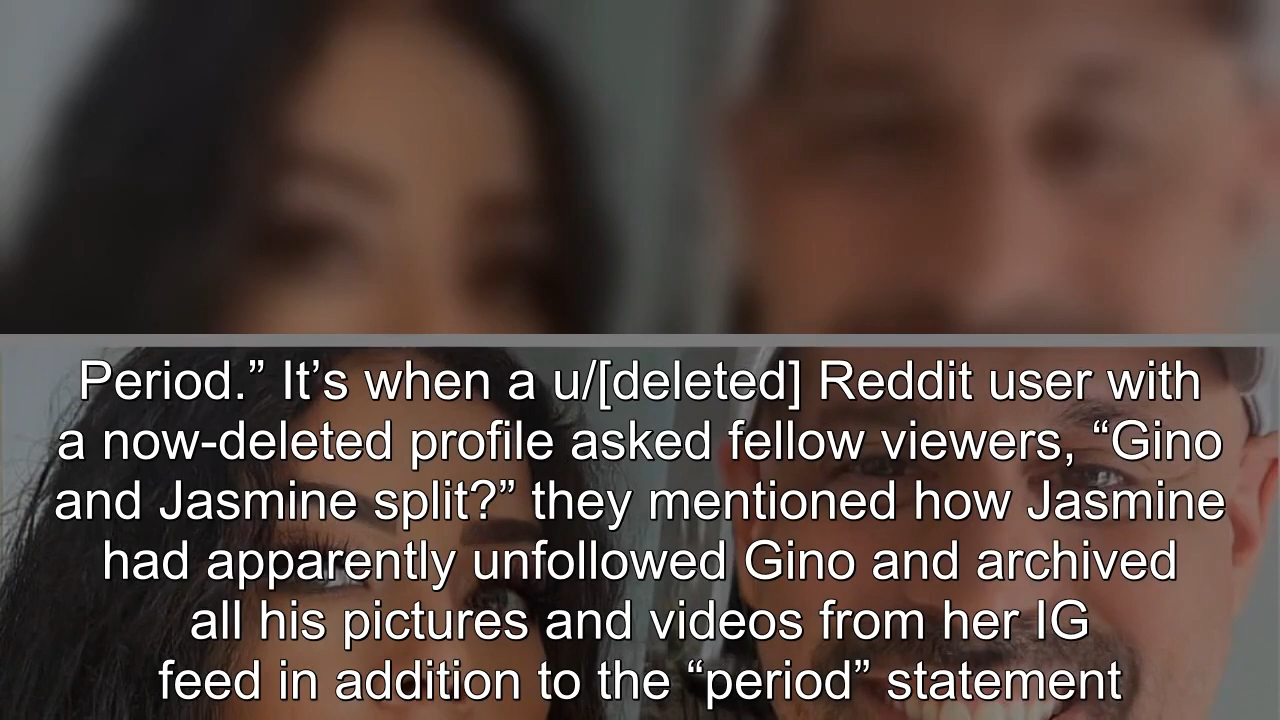 Period.” It’s when a u/[deleted] Reddit user with
a now-deleted profile asked fellow viewers, “Gino
and Jasmine split?” they mentioned how Jasmine
had apparently unfollowed Gino and archived
all his pictures and videos from her IG
feed in addition to the “period” statement